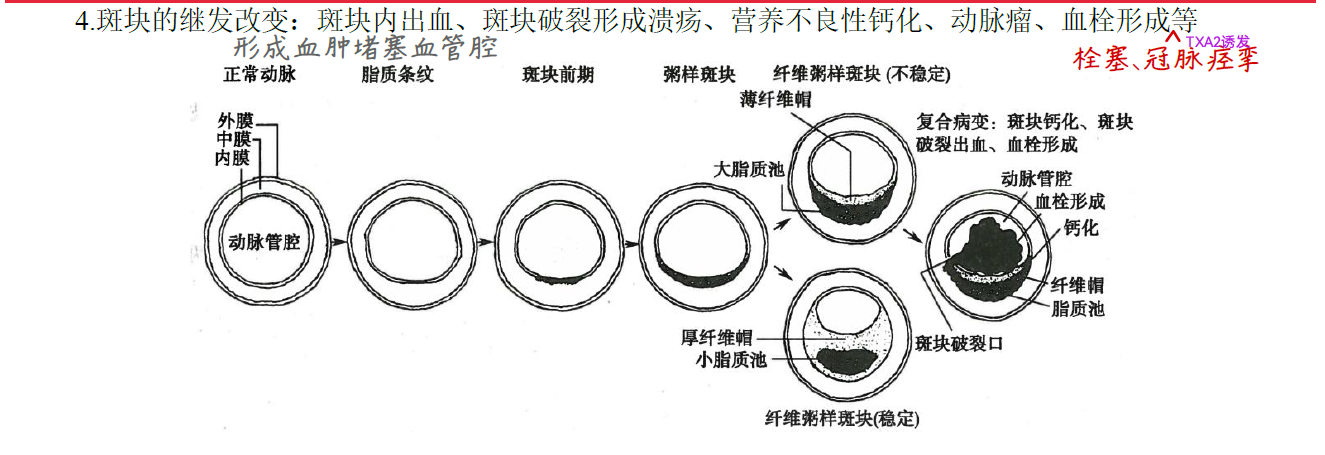 4.斑块的继发改变：斑块内出血、斑块破裂形成溃疡、营养不良性钙化、动脉瘤、血栓形成等
形成血肿堵塞血管腔
TXA2诱发
栓塞、冠脉痉挛
正常动脉
脂质条纹
斑块前期
粥样斑块
纤维粥样斑块(不稳定)
薄纤维帽
外膜
中膜
内膜
动脉管腔
大脂质池
复合病变：斑块钙化、斑块
破裂出血、血栓形成
动脉管腔
血栓形成
钙化
纤维帽
脂质池
斑块破裂口
厚纤维帽
小脂质池
纤维粥样斑块(稳定)